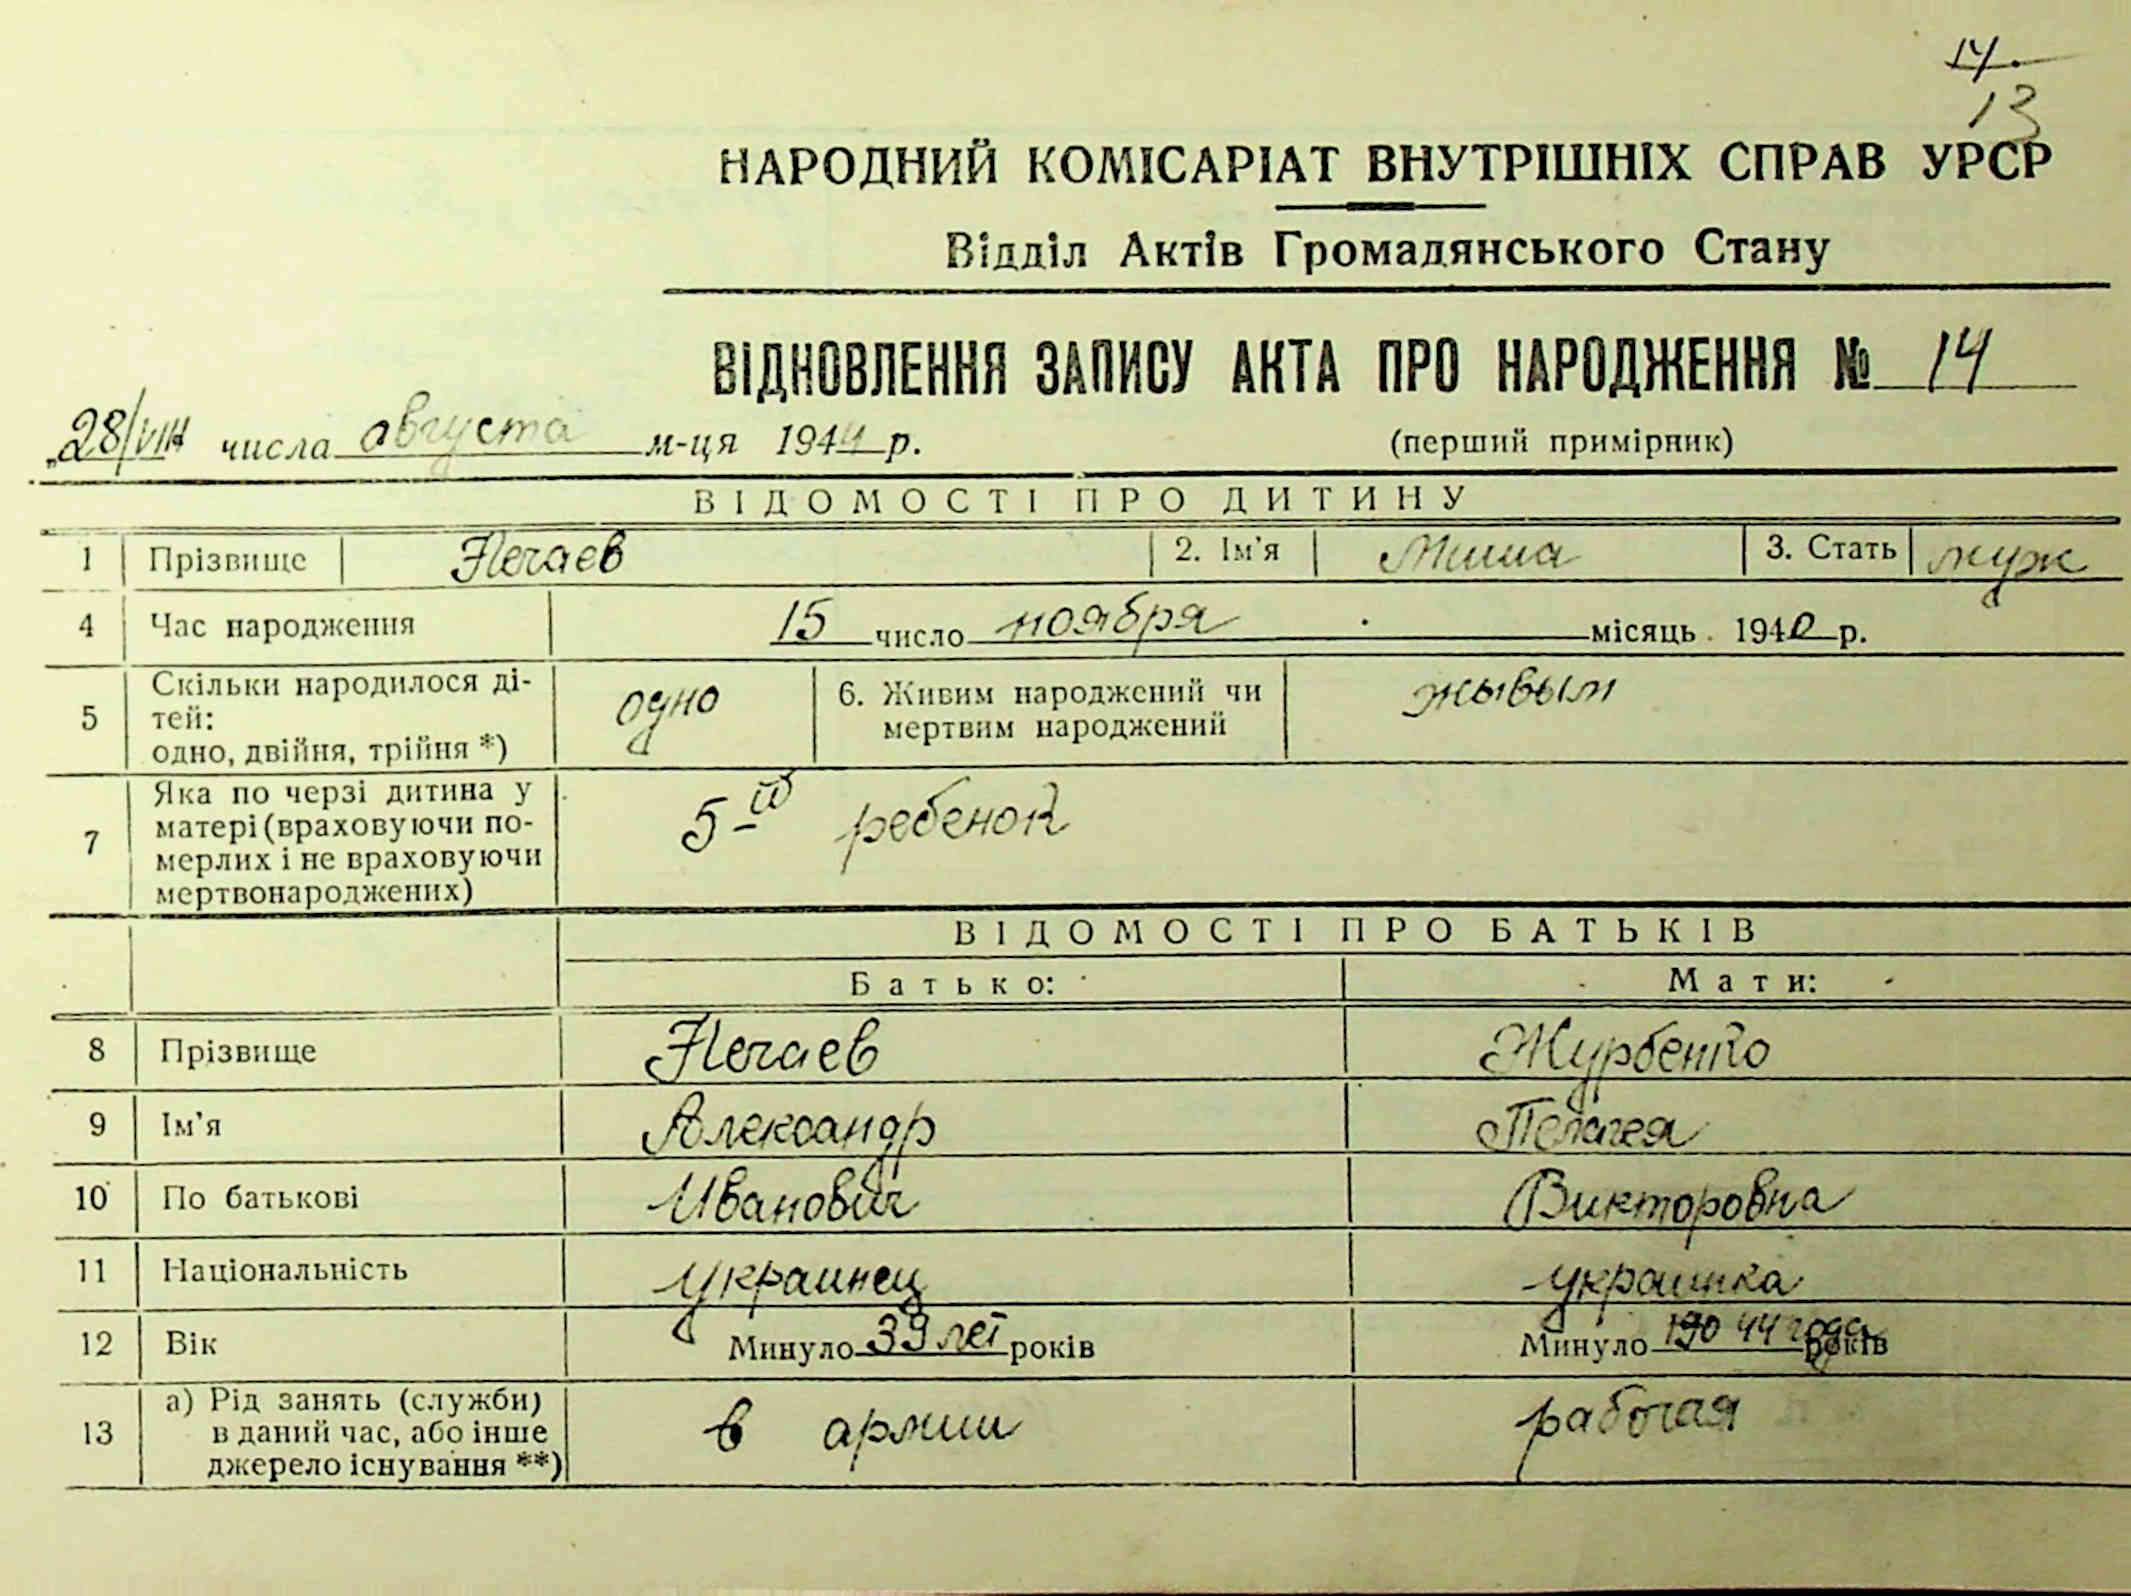 14.
13
НАРОДНИЙ КОМІСАРІАТ ВНУТРІШНІХ СПРАВ УРСР
Відділ Актів Громадянського Стану
ВІДНОВЛЕННЯ ЗАПИСУ АКТА ПРО НАРОДЖЕННЯ № 14
„28/VIII числа августа м-ця 1944 р. (перший примірник)
ВІДОМОСТІ ПРО ДИТИНУ
1 Прізвище Нечаев 2. Ім'я Миша 3. Стать муж
4 Час народження 15 число ноября місяць 1940 р.
5 Скільки народилося ді-
тей:
одно, двійня, трійня *) одно 6. Живим народжений чи
мертвим народжений жывым
7 Яка по черзі дитина у
матері (враховуючи по-
мерлих і не враховуючи
мертвонароджених) 5-й ребенок
ВІДОМОСТІ ПРО БАТЬКІВ
Батько: Мати:
8 Прізвище Нечаев Журбенко
9 Ім'я Александр Пелагея
10 По батькові Иванович Викторовна
11 Національність украинец украинка
12 Вік Минуло 39 лет років Минуло 44 года років
13 а) Рід занять (служби)
в даний час, або інше
джерело існування **) в армии рабочая